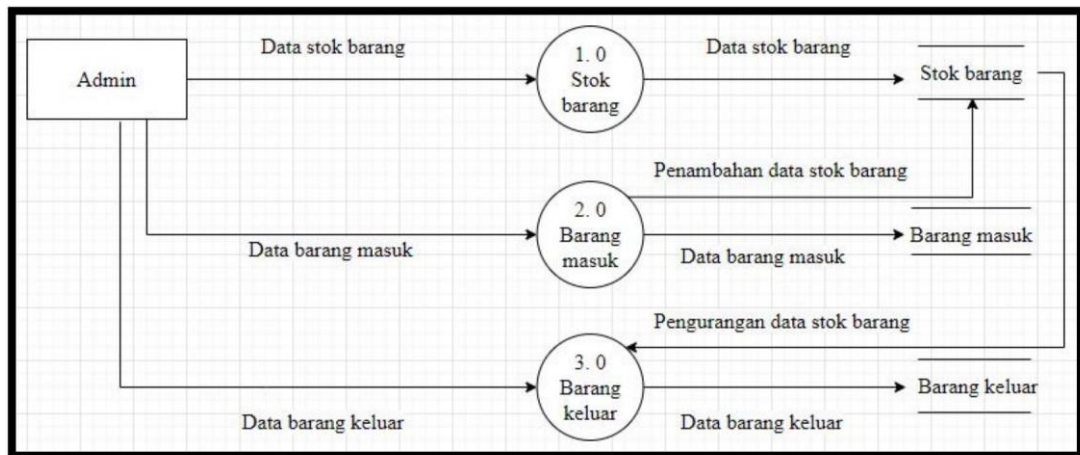 Data stok barang
Data stok barang
Admin
1. 0
Stok
barang
Stok barang
Penambahan data stok barang
2. 0
Barang
masuk
Barang masuk
Data barang masuk
Data barang masuk
Pengurangan data stok barang
3. 0
Barang
keluar
Barang keluar
Data barang keluar
Data barang keluar